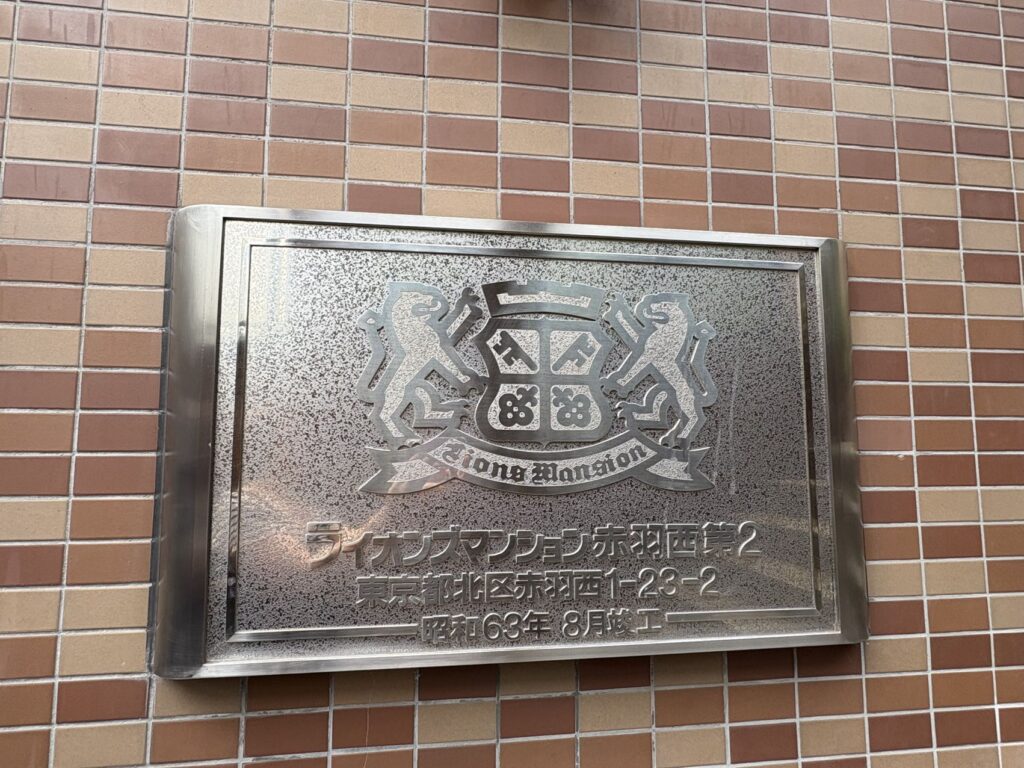 Lions Mansion
ライオンズマンション赤羽西第2
東京都北区赤羽西1-23-2
昭和63年 8月竣工